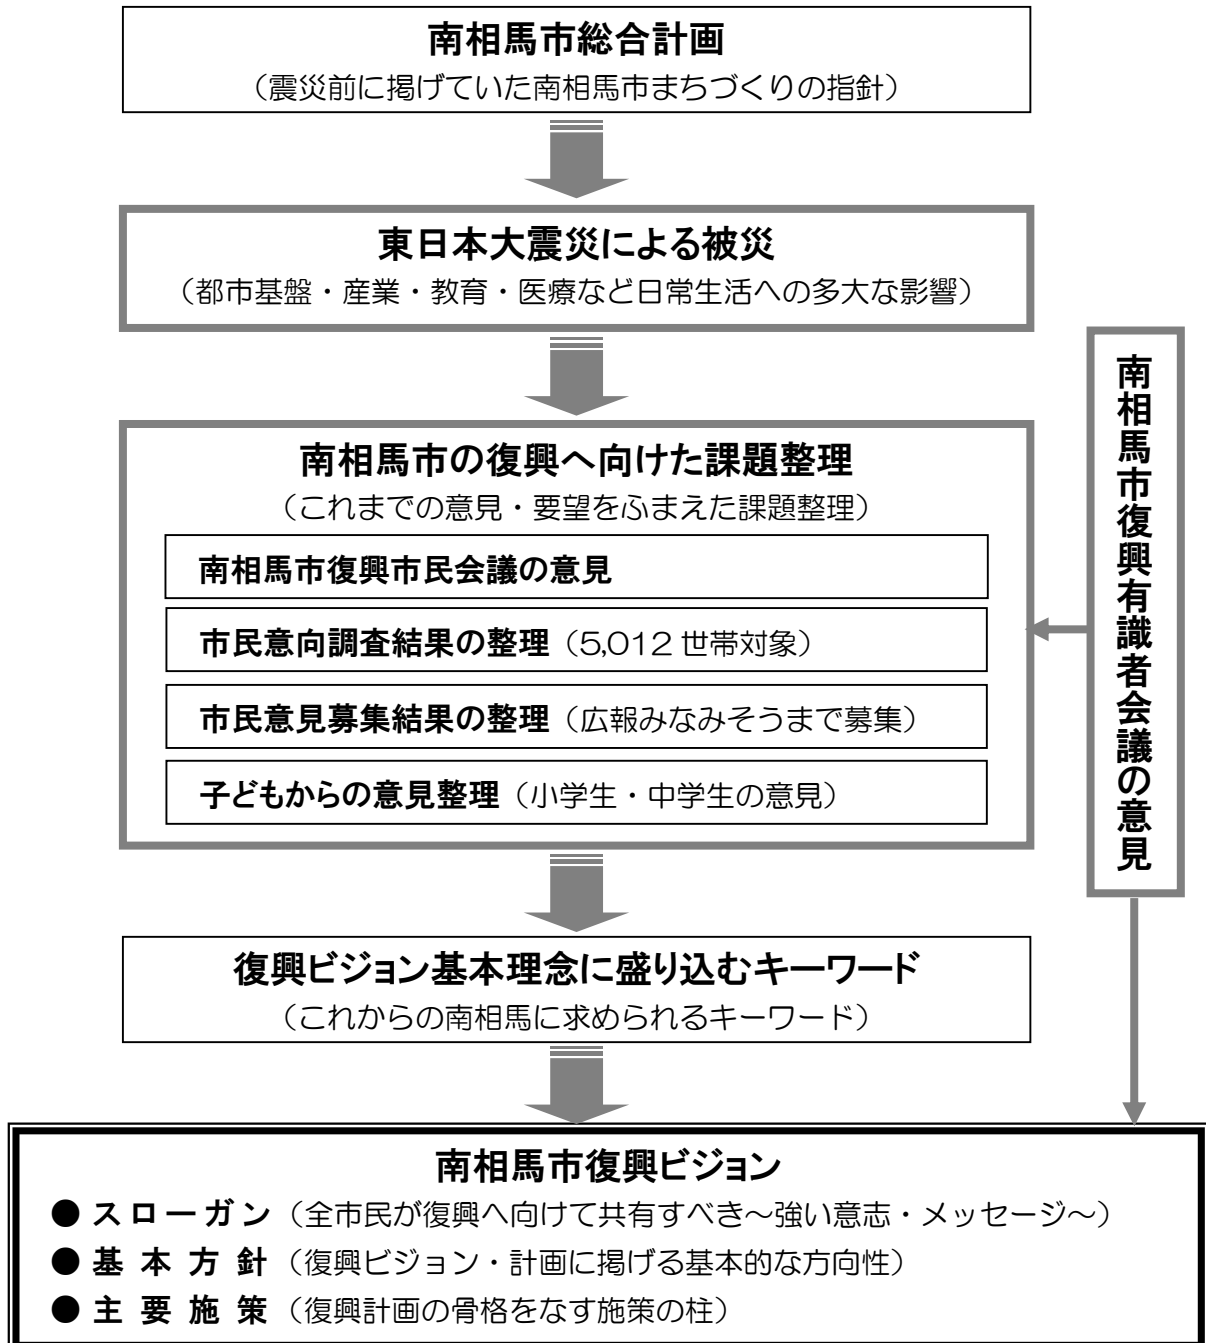 南相馬市総合計画
（震災前に掲げていた南相馬市まちづくりの指針）
東日本大震災による被災
（都市基盤・産業・教育・医療など日常生活への多大な影響）
南相馬市の復興へ向けた課題整理
（これまでの意見・要望をふまえた課題整理）
南相馬市復興市民会議の意見
市民意向調査結果の整理（5,012 世帯対象）
市民意見募集結果の整理（広報みなみそうまで募集）
子どもからの意見整理（小学生・中学生の意見）
南相馬市復興有識者会議の意見
復興ビジョン基本理念に盛り込むキーワード
（これからの南相馬に求められるキーワード）
南相馬市復興ビジョン
● スローガン（全市民が復興へ向けて共有すべき～強い意志・メッセージ～）
● 基 本 方 針（復興ビジョン・計画に掲げる基本的な方向性）
● 主 要 施 策（復興計画の骨格をなす施策の柱）